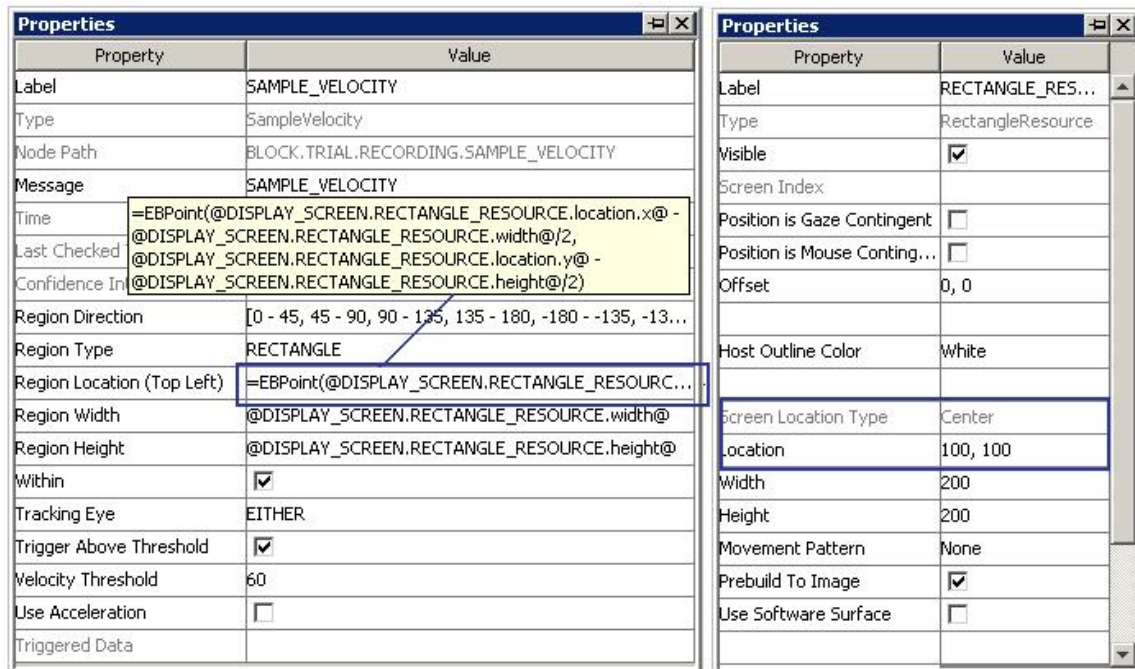 Properties
Property Value
Label SAMPLE_VELOCITY
Type SampleVelocity
Node Path BLOCK.TRIAL.RECORDING.SAMPLE_VELOCITY
Message SAMPLE_VELOCITY
Time
=EBPoint(@DISPLAY_SCREEN.RECTANGLE_RESOURCE.location.x@ -
@DISPLAY_SCREEN.RECTANGLE_RESOURCE.width@/2,
@DISPLAY_SCREEN.RECTANGLE_RESOURCE.location.y@ -
@DISPLAY_SCREEN.RECTANGLE_RESOURCE.height@/2)
Last Checked
Confidence In
Region Direction [0 - 45, 45 - 90, 90 - 135, 135 - 180, -180 - -135, -13...
Region Type RECTANGLE
Region Location (Top Left) =EBPoint(@DISPLAY_SCREEN.RECTANGLE_RESOURC...
Region Width @DISPLAY_SCREEN.RECTANGLE_RESOURCE.width@
Region Height @DISPLAY_SCREEN.RECTANGLE_RESOURCE.height@
Within
Tracking Eye EITHER
Trigger Above Threshold
Velocity Threshold 60
Use Acceleration
Triggered Data
Properties
Property Value
Label RECTANGLE_RES...
Type RectangleResource
Visible
Screen Index
Position is Gaze Contingent
Position is Mouse Conting...
Offset 0, 0
Host Outline Color White
Screen Location Type Center
Location 100, 100
Width 200
Height 200
Movement Pattern None
Prebuild To Image
Use Software Surface